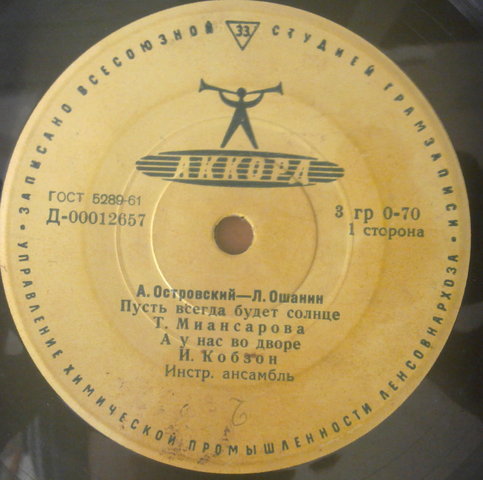 ЗАПИСАНО ВСЕСОЮЗНОЙ СТУДИЕЙ ГРАМЗАПИСИ
33
АККОРД
ГОСТ 5289-61
Д-00012657
3 гр 0-70
1 сторона
А. Островский—Л. Ошанин
Пусть всегда будет солнце
Т. Миансарова
А у нас во дворе
И. Кобзон
Инстр. ансамбль
2
УПРАВЛЕНИЕ ХИМИЧЕСКОЙ ПРОМЫШЛЕННОСТИ ЛЕНСОВНАРХОЗА